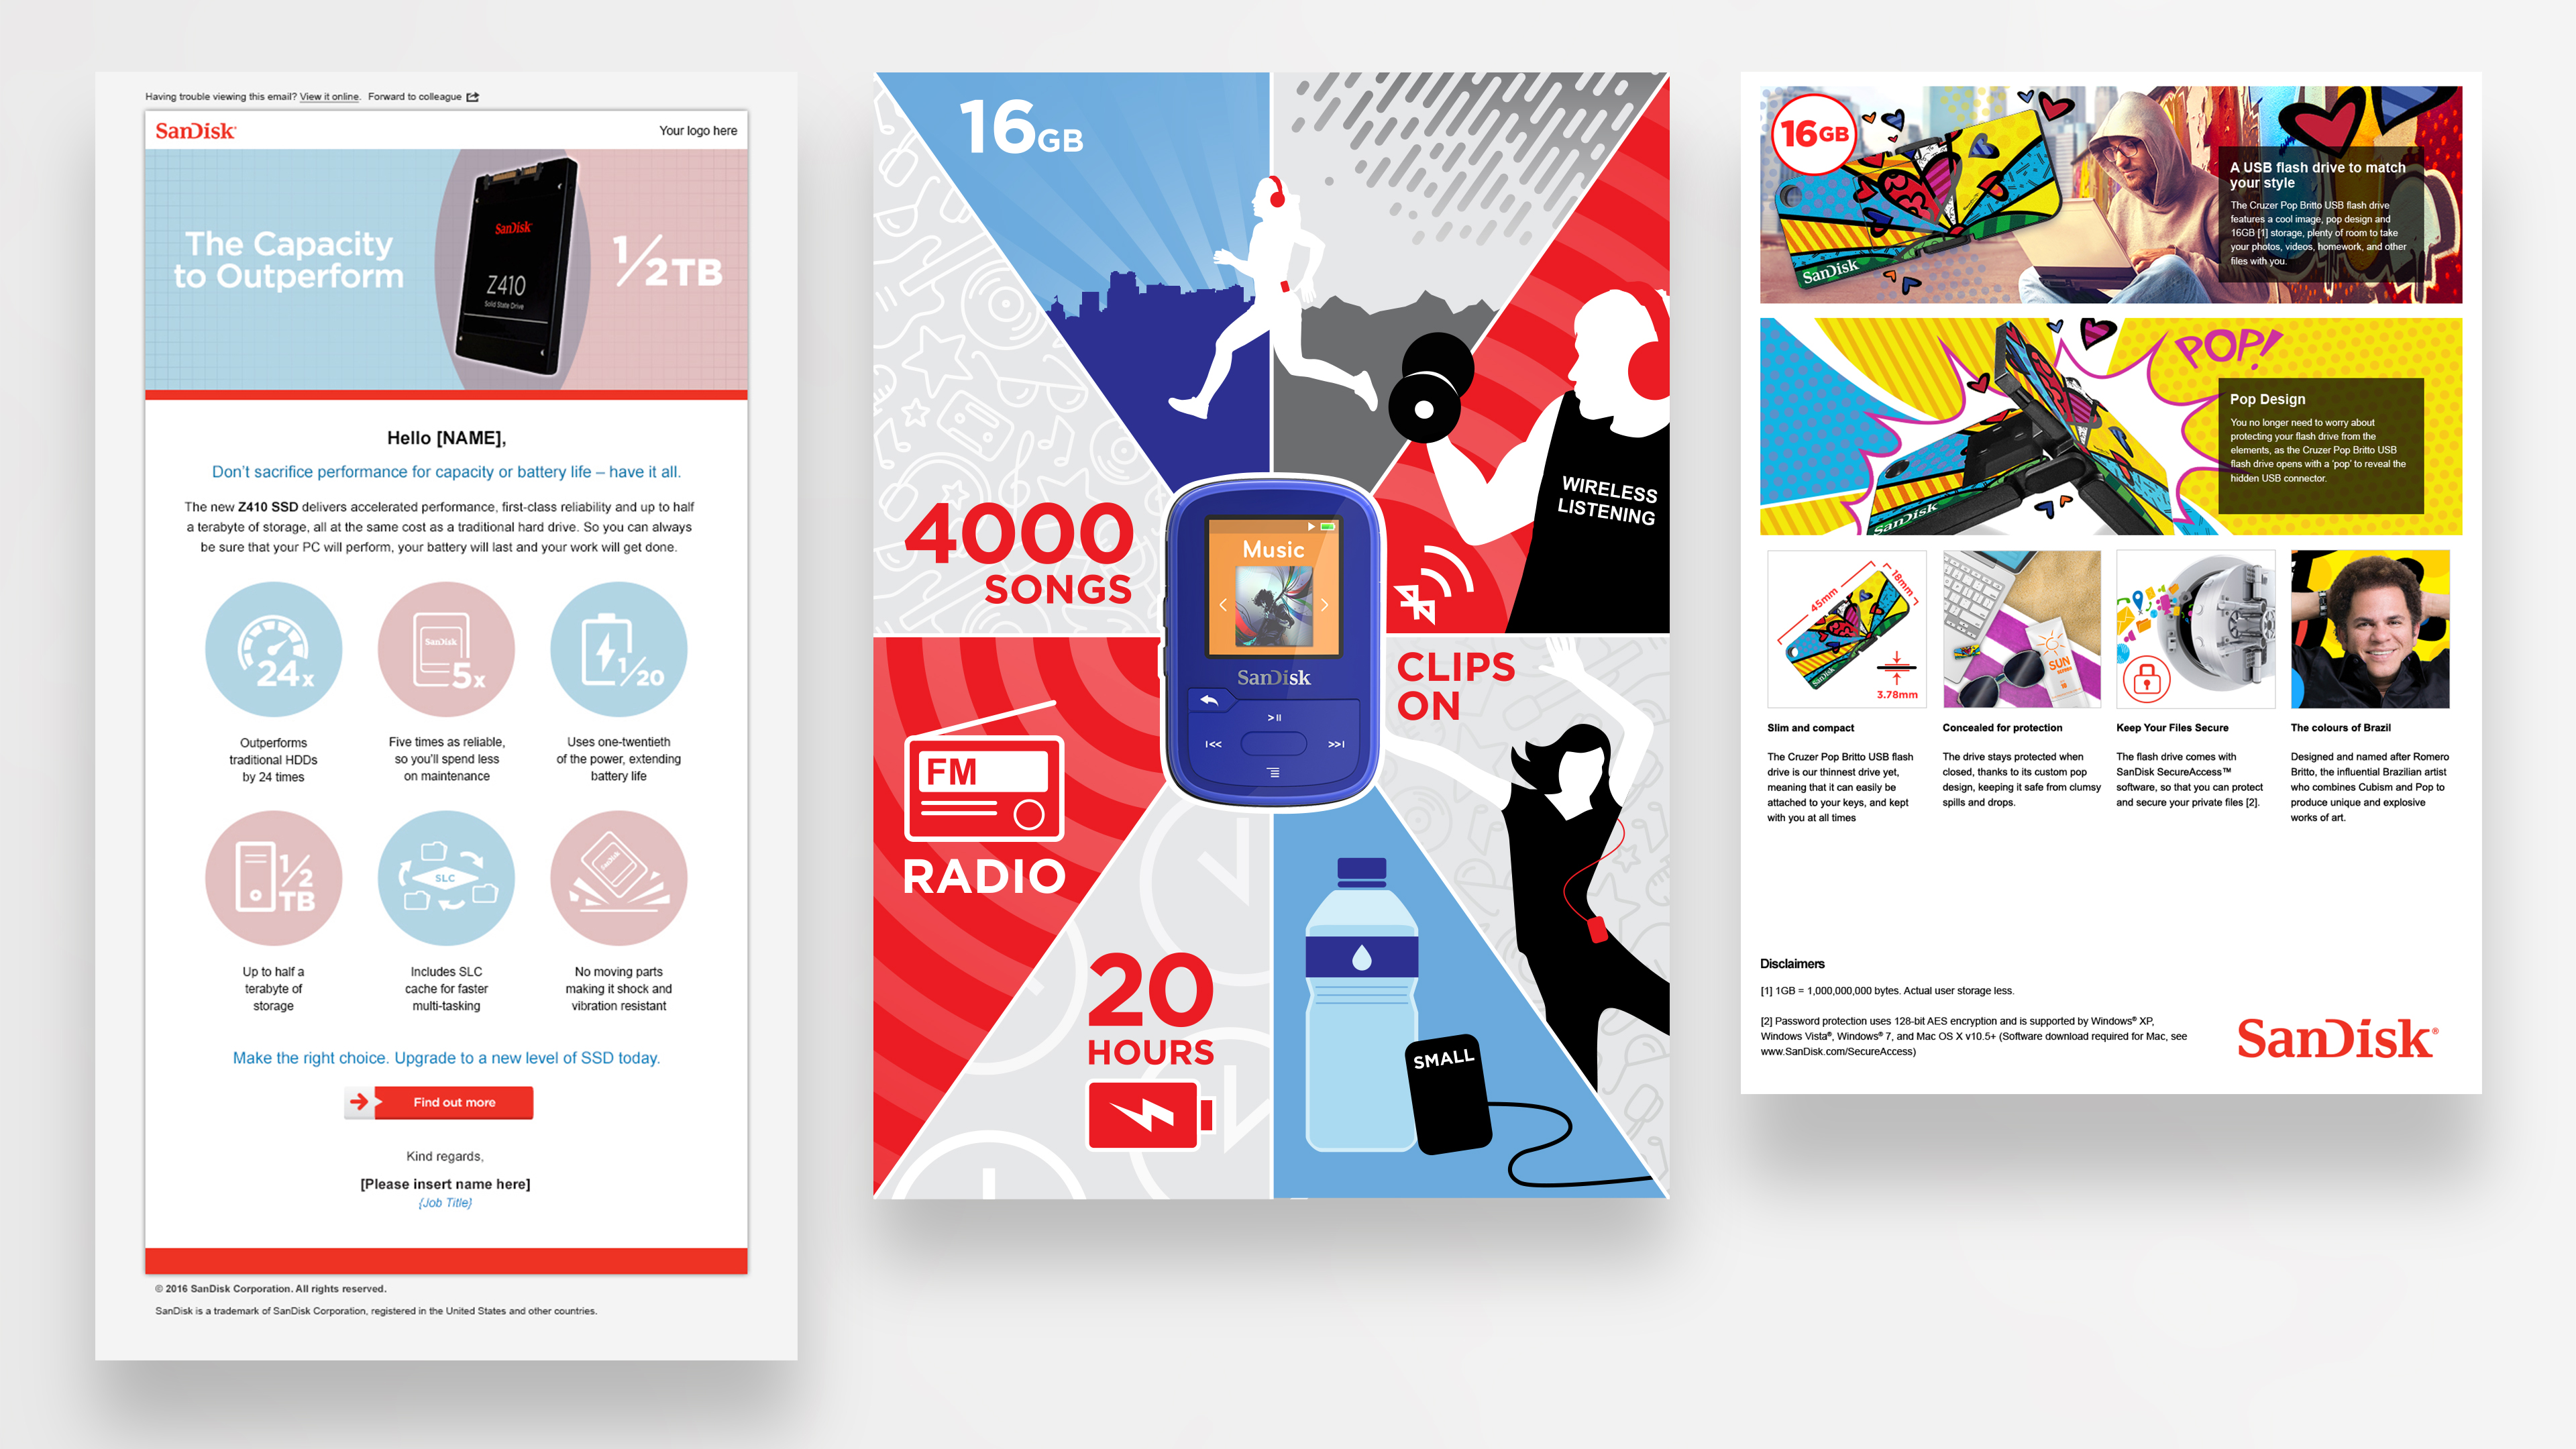 Having trouble viewing this email? View it online. Forward to colleague
SanDisk
Your logo here
The Capacity
to Outperform
SanDisk
Z410
Solid State Drive
1/2TB
Hello [NAME],
Don't sacrifice performance for capacity or battery life – have it all.
The new Z410 SSD delivers accelerated performance, first-class reliability and up to half
a terabyte of storage, all at the same cost as a traditional hard drive. So you can always
be sure that your PC will perform, your battery will last and your work will get done.
24x
SanDisk
5x
1/20
Outperforms
traditional HDDs
by 24 times
Five times as reliable,
so you'll spend less
on maintenance
Uses one-twentieth
of the power, extending
battery life
1/2
TB
SLC
SanDisk
Up to half a
terabyte of
storage
Includes SLC
cache for faster
multi-tasking
No moving parts
making it shock and
vibration resistant
Make the right choice. Upgrade to a new level of SSD today.
Find out more
Kind regards,
[Please insert name here]
{Job Title}
© 2016 SanDisk Corporation. All rights reserved.
SanDisk is a trademark of SanDisk Corporation, registered in the United States and other countries.
16GB
WIRELESS
LISTENING
4000
SONGS
Music
SanDisk
CLIPS
ON
FM
RADIO
20
HOURS
SMALL
16GB
SanDisk
A USB flash drive to match
your style
The Cruzer Pop Britto USB flash drive
features a cool image, pop design and
16GB [1] storage, plenty of room to take
your photos, videos, homework, and other
files with you.
POP!
SanDisk
Pop Design
You no longer need to worry about
protecting your flash drive from the
elements, as the Cruzer Pop Britto USB
flash drive opens with a 'pop' to reveal the
hidden USB connector.
45mm
18mm
SanDisk
3.78mm
SUN
Slim and compact
The Cruzer Pop Britto USB flash
drive is our thinnest drive yet,
meaning that it can easily be
attached to your keys, and kept
with you at all times
Concealed for protection
The drive stays protected when
closed, thanks to its custom pop
design, keeping it safe from clumsy
spills and drops.
Keep Your Files Secure
The flash drive comes with
SanDisk SecureAccess™
software, so that you can protect
and secure your private files [2].
The colours of Brazil
Designed and named after Romero
Britto, the influential Brazilian artist
who combines Cubism and Pop to
produce unique and explosive
works of art.
Disclaimers
[1] 1GB = 1,000,000,000 bytes. Actual user storage less.
[2] Password protection uses 128-bit AES encryption and is supported by Windows® XP,
Windows Vista®, Windows® 7, and Mac OS X v10.5+ (Software download required for Mac, see
www.SanDisk.com/SecureAccess)
SanDisk®